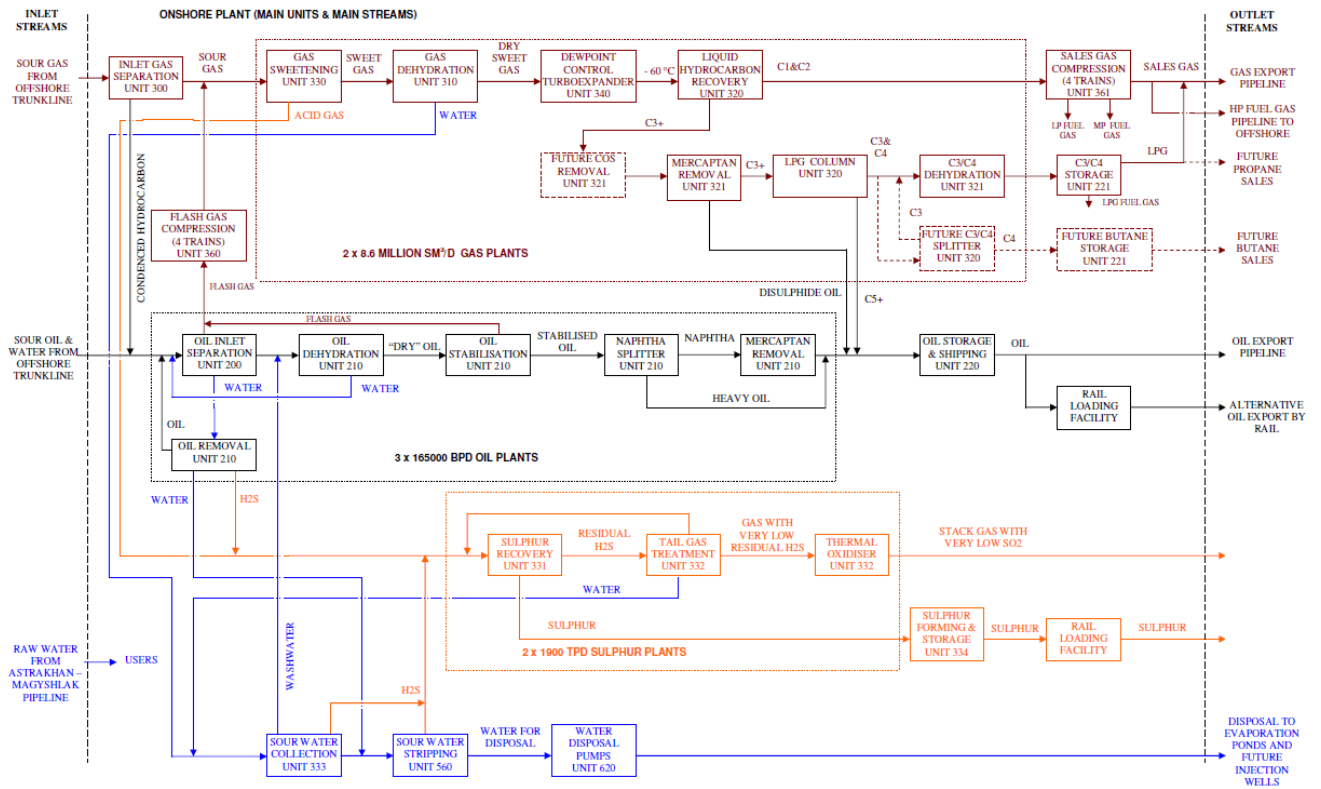 INLET
STREAMS
ONSHORE PLANT (MAIN UNITS & MAIN STREAMS)
OUTLET
STREAMS
SOUR GAS
FROM
OFFSHORE
TRUNKLINE
INLET GAS
SEPARATION
UNIT 300
SOUR
GAS
GAS
SWEETENING
UNIT 330
SWEET
GAS
GAS
DEHYDRATION
UNIT 310
DRY
SWEET
GAS
DEWPOINT
CONTROL
TURBOEXPANDER
UNIT 340
- 60 °C
LIQUID
HYDROCARBON
RECOVERY
UNIT 320
C1&C2
SALES GAS
COMPRESSION
(4 TRAINS)
UNIT 361
SALES GAS
GAS EXPORT
PIPELINE
HP FUEL GAS
PIPELINE TO
OFFSHORE
LP FUEL
GAS
MP FUEL
GAS
ACID GAS
WATER
C3+
FUTURE COS
REMOVAL
UNIT 321
MERCAPTAN
REMOVAL
UNIT 321
C3+
LPG COLUMN
UNIT 320
C3&
C4
C3/C4
DEHYDRATION
UNIT 321
C3/C4
STORAGE
UNIT 221
LPG
FUTURE
PROPANE
SALES
LPG FUEL GAS
CONDENSED HYDROCARBON
FLASH GAS
COMPRESSION
(4 TRAINS)
UNIT 360
C3
FUTURE C3/C4
SPLITTER
UNIT 320
C4
FUTURE BUTANE
STORAGE
UNIT 221
FUTURE
BUTANE
SALES
2 x 8.6 MILLION SM³/D GAS PLANTS
FLASH GAS
DISULPHIDE OIL
C5+
FLASH GAS
SOUR OIL &
WATER FROM
OFFSHORE
TRUNKLINE
OIL INLET
SEPARATION
UNIT 200
OIL
DEHYDRATION
UNIT 210
“DRY” OIL
OIL
STABILISATION
UNIT 210
STABILISED
OIL
NAPHTHA
SPLITTER
UNIT 210
NAPHTHA
MERCAPTAN
REMOVAL
UNIT 210
OIL STORAGE
& SHIPPING
UNIT 220
OIL
OIL EXPORT
PIPELINE
WATER
WATER
HEAVY OIL
RAIL
LOADING
FACILITY
ALTERNATIVE
OIL EXPORT BY
RAIL
OIL
OIL REMOVAL
UNIT 210
3 x 165000 BPD OIL PLANTS
WATER
H2S
SULPHUR
RECOVERY
UNIT 331
RESIDUAL
H2S
TAIL GAS
TREATMENT
UNIT 332
GAS WITH
VERY LOW
RESIDUAL H2S
THERMAL
OXIDISER
UNIT 332
STACK GAS WITH
VERY LOW SO2
WATER
SULPHUR
SULPHUR
FORMING &
STORAGE
UNIT 334
SULPHUR
RAIL
LOADING
FACILITY
SULPHUR
2 x 1900 TPD SULPHUR PLANTS
RAW WATER
FROM
ASTRAKHAN –
MAGYSHLAK
PIPELINE
USERS
WASHWATER
H2S
SOUR WATER
COLLECTION
UNIT 333
SOUR WATER
STRIPPING
UNIT 560
WATER FOR
DISPOSAL
WATER
DISPOSAL
PUMPS
UNIT 620
DISPOSAL TO
EVAPORATION
PONDS AND
FUTURE
INJECTION
WELLS